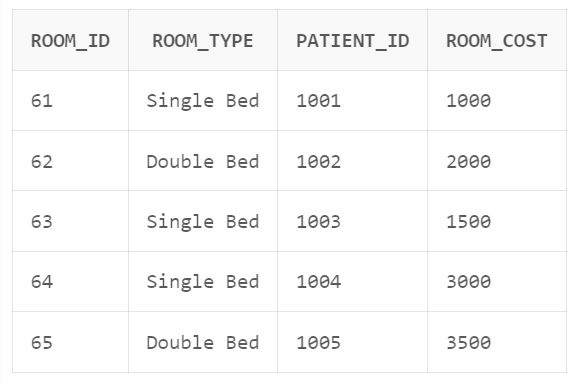 ROOM_ID ROOM_TYPE PATIENT_ID ROOM_COST
61 Single Bed 1001 1000
62 Double Bed 1002 2000
63 Single Bed 1003 1500
64 Single Bed 1004 3000
65 Double Bed 1005 3500